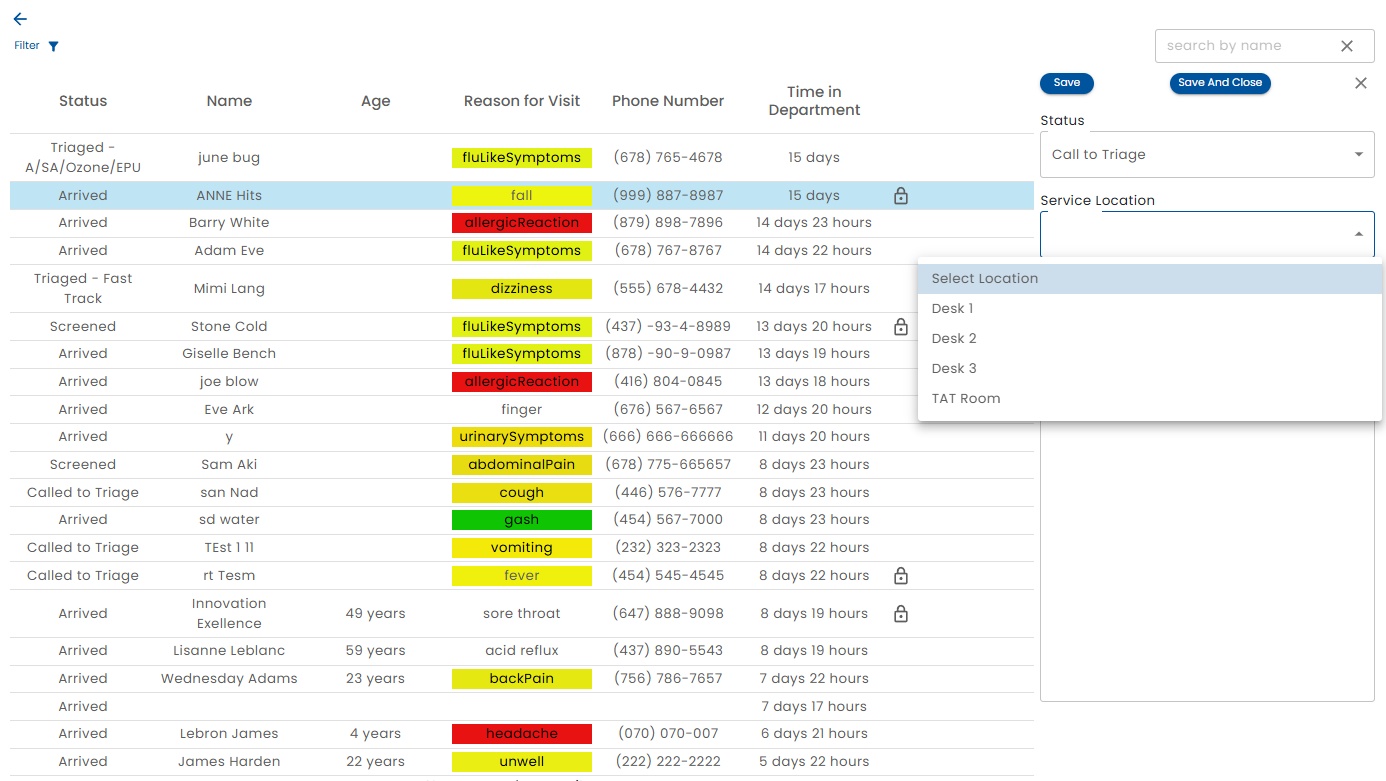 Filter
search by name
Save
Save And Close
Status Name Age Reason for Visit Phone Number Time in Department
Triaged - A/SA/Ozone/EPU june bug fluLikeSymptoms (678) 765-4678 15 days
Arrived ANNE Hits fall (999) 887-8987 15 days
Arrived Barry White allergicReaction (879) 898-7896 14 days 23 hours
Arrived Adam Eve fluLikeSymptoms (678) 767-8767 14 days 22 hours
Triaged - Fast Track Mimi Lang dizziness (555) 678-4432 14 days 17 hours
Screened Stone Cold fluLikeSymptoms (437) -93-4-8989 13 days 20 hours
Arrived Giselle Bench fluLikeSymptoms (878) -90-9-0987 13 days 19 hours
Arrived joe blow allergicReaction (416) 804-0845 13 days 18 hours
Arrived Eve Ark finger (676) 567-6567 12 days 20 hours
Arrived y urinarySymptoms (666) 666-666666 11 days 20 hours
Screened Sam Aki abdominalPain (678) 775-665657 8 days 23 hours
Called to Triage san Nad cough (446) 576-7777 8 days 23 hours
Arrived sd water gash (454) 567-7000 8 days 23 hours
Called to Triage TEst 1 11 vomiting (232) 323-2323 8 days 22 hours
Called to Triage rt Tesm fever (454) 545-4545 8 days 22 hours
Arrived Innovation Exellence 49 years sore throat (647) 888-9098 8 days 19 hours
Arrived Lisanne Leblanc 59 years acid reflux (437) 890-5543 8 days 19 hours
Arrived Wednesday Adams 23 years backPain (756) 786-7657 7 days 22 hours
Arrived 7 days 17 hours
Arrived Lebron James 4 years headache (070) 070-007 6 days 21 hours
Arrived James Harden 22 years unwell (222) 222-2222 5 days 22 hours
Status
Call to Triage
Service Location
Select Location
Desk 1
Desk 2
Desk 3
TAT Room